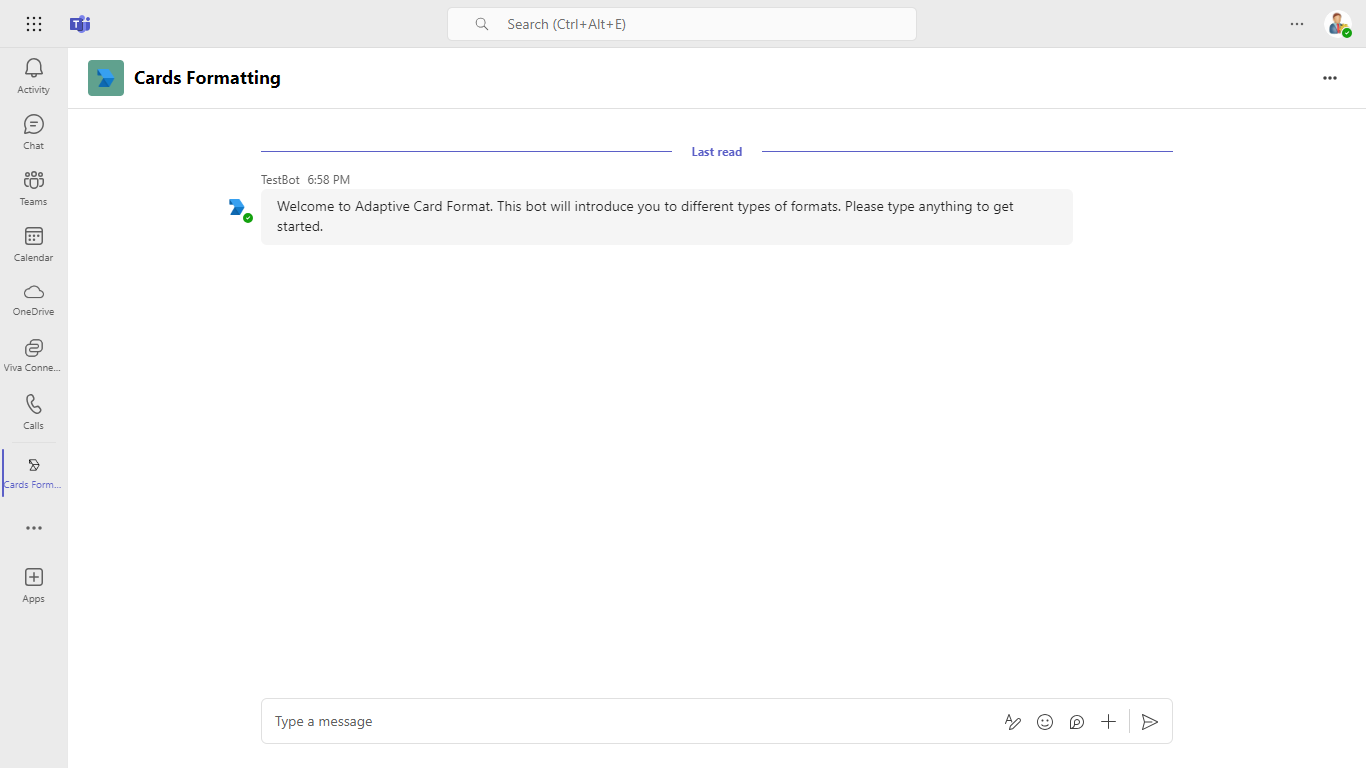 Search (Ctrl+Alt+E)
Cards Formatting
Activity
Chat
Teams
Calendar
OneDrive
Viva Conne...
Calls
Cards Form...
Apps
Last read
TestBot 6:58 PM
Welcome to Adaptive Card Format. This bot will introduce you to different types of formats. Please type anything to get
started.
Type a message